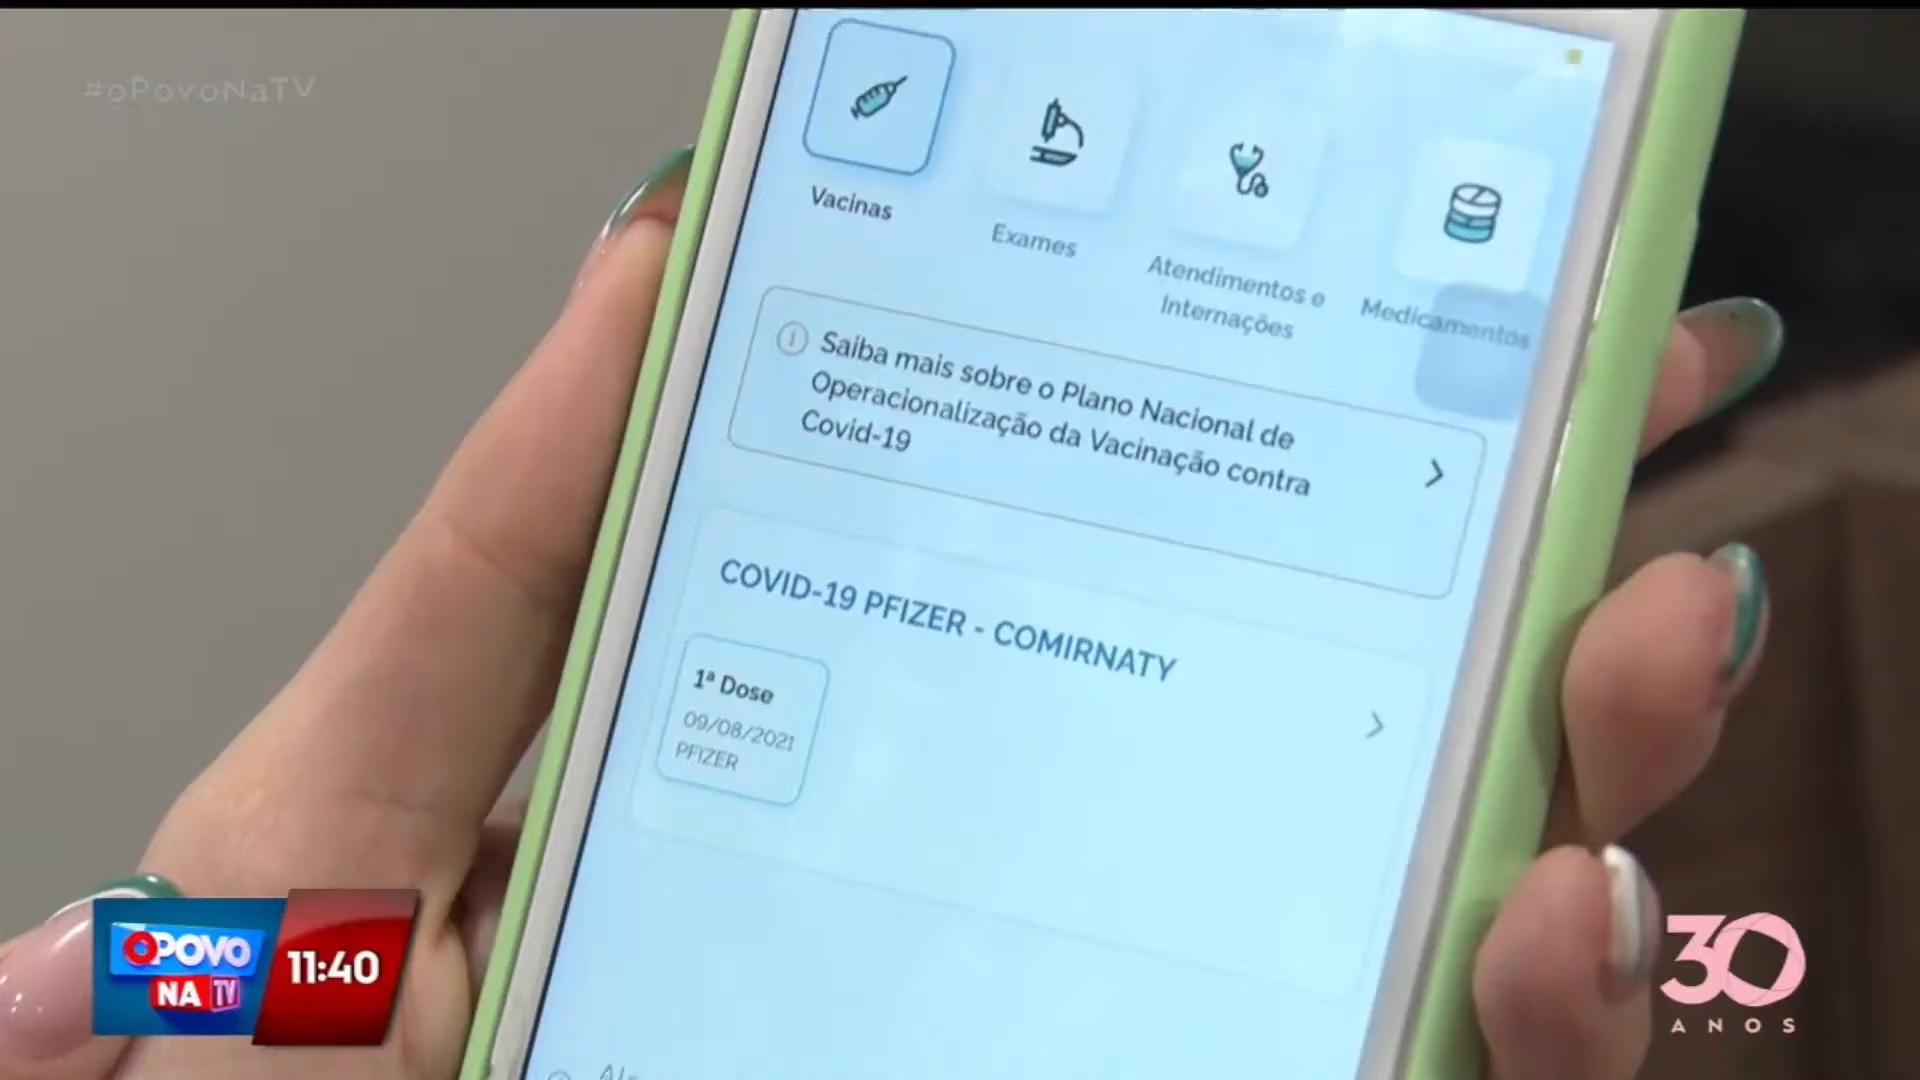 #oPovoNaTV
Vacinas
Exames
Atendimentos e
Internações
Medicamentos
Saiba mais sobre o Plano Nacional de
Operacionalização da Vacinação contra
Covid-19
COVID-19 PFIZER - COMIRNATY
1ª Dose
09/08/2021
PFIZER
OPOVO
NA TV
11:40
30
ANOS